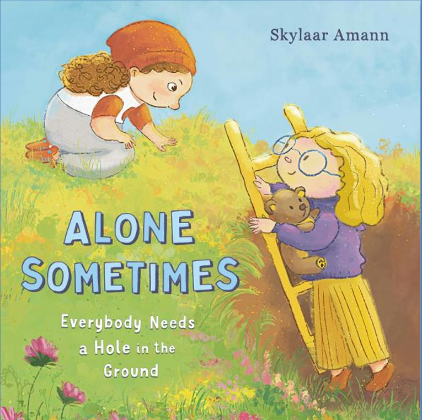 Skylaar Amann
ALONE
SOMETIMES
Everybody Needs
a Hole in the
Ground